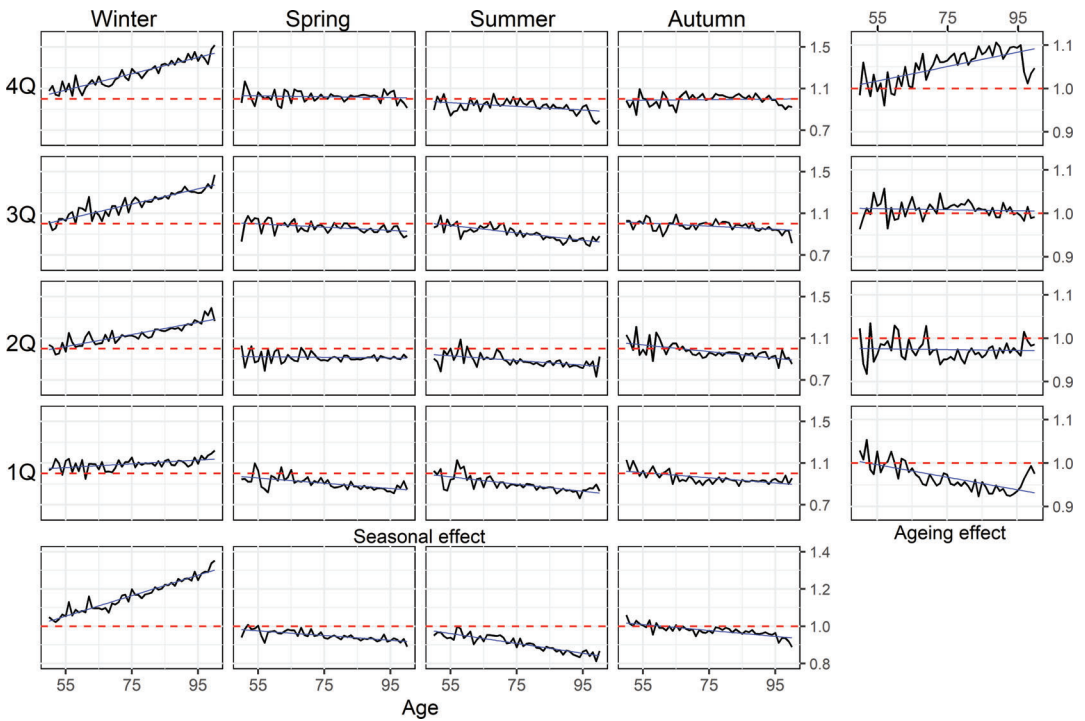 Winter Spring Summer Autumn 55 75 95
4Q 1.5 1.1
1.1 1.0
0.7 0.9
3Q 1.5 1.1
1.1 1.0
0.7 0.9
2Q 1.5 1.1
1.1 1.0
0.7 0.9
1Q 1.5 1.1
1.1 1.0
0.7 0.9
Seasonal effect Ageing effect
1.4
1.2
1.0
0.8
55 75 95 55 75 95 55 75 95 55 75 95
Age